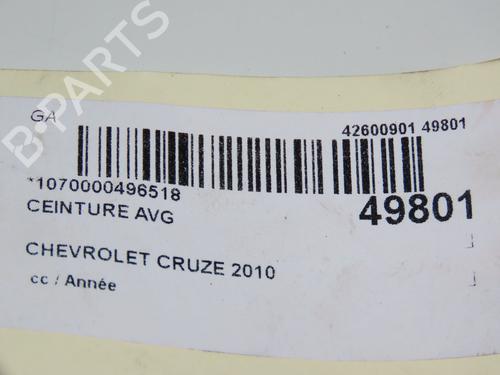 GA
42600901 49801
*1070000496518
49801
CEINTURE AVG
CHEVROLET CRUZE 2010
cc / Année
B-PARTS